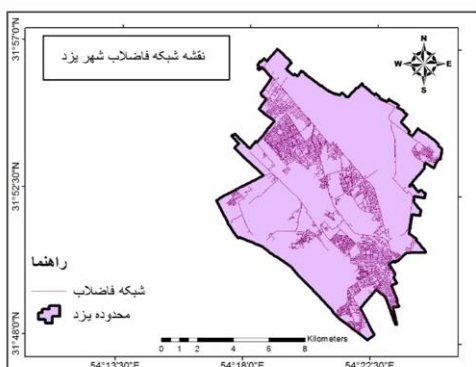 نقشه شبکه فاضلاب شهر یزد
N
W E
S
31°57'0"N
31°52'30"N
31°48'0"N
راهنما
شبکه فاضلاب
محدوده یزد
Kilometers
0 1 2 4 6 8
54°13'30"E 54°18'0"E 54°22'30"E